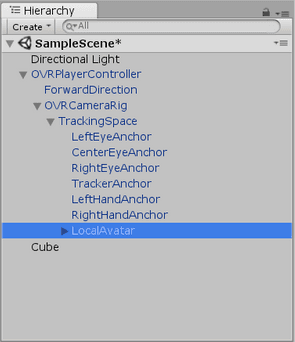 Hierarchy
Create All
SampleScene*
Directional Light
OVRPlayerController
ForwardDirection
OVRCameraRig
TrackingSpace
LeftEyeAnchor
CenterEyeAnchor
RightEyeAnchor
TrackerAnchor
LeftHandAnchor
RightHandAnchor
LocalAvatar
Cube